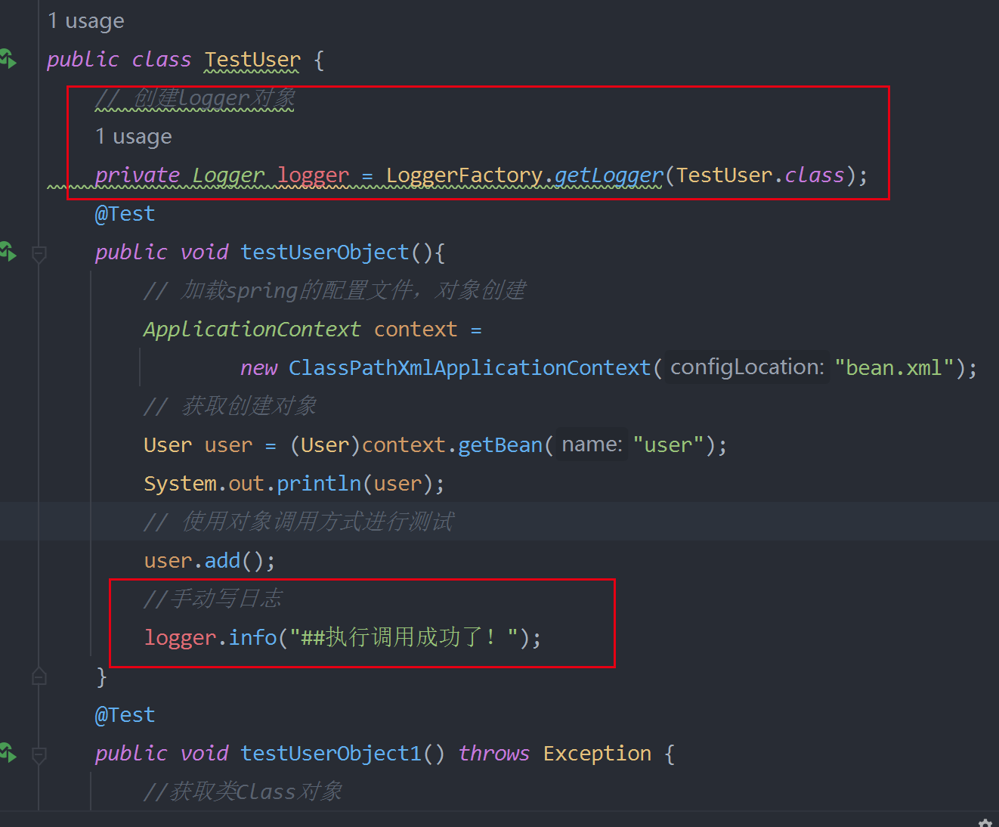 1 usage
public class TestUser {
// 创建logger对象
1 usage
private Logger logger = LoggerFactory.getLogger(TestUser.class);
@Test
public void testUserObject(){
// 加载spring的配置文件，对象创建
ApplicationContext context =
new ClassPathXmlApplicationContext( configLocation: "bean.xml");
// 获取创建对象
User user = (User)context.getBean( name: "user");
System.out.println(user);
// 使用对象调用方式进行测试
user.add();
//手动写日志
logger.info("##执行调用成功了！");
}
@Test
public void testUserObject1() throws Exception {
//获取类Class对象